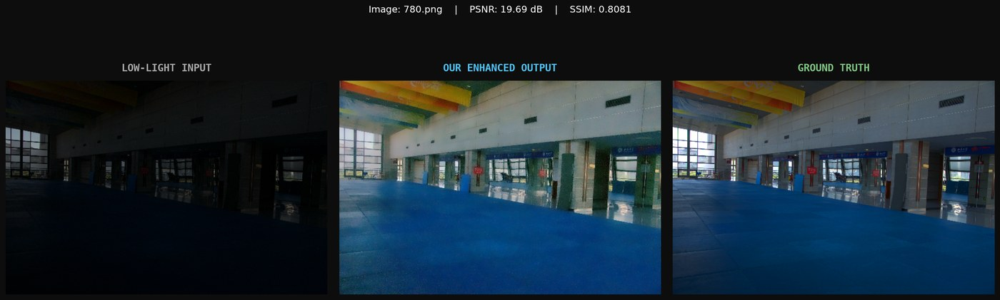 Image: 780.png | PSNR: 19.69 dB | SSIM: 0.8081
LOW-LIGHT INPUT
OUR ENHANCED OUTPUT
GROUND TRUTH